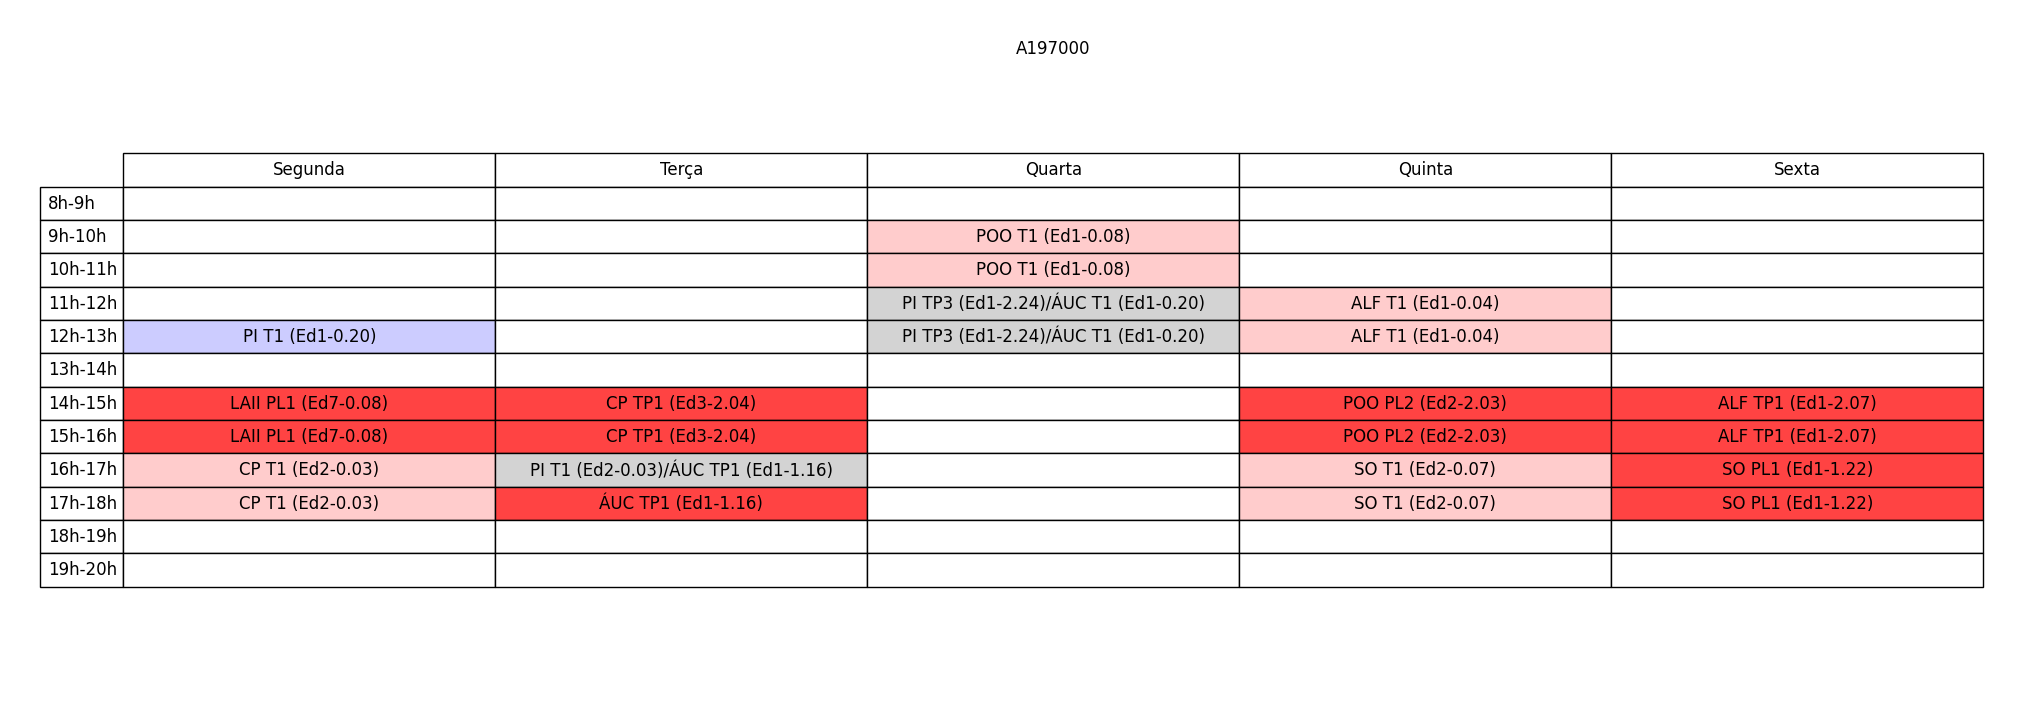 A197000
Segunda Terça Quarta Quinta Sexta
8h-9h
9h-10h POO T1 (Ed1-0.08)
10h-11h POO T1 (Ed1-0.08)
11h-12h PI TP3 (Ed1-2.24)/ÁUC T1 (Ed1-0.20) ALF T1 (Ed1-0.04)
12h-13h PI T1 (Ed1-0.20) PI TP3 (Ed1-2.24)/ÁUC T1 (Ed1-0.20) ALF T1 (Ed1-0.04)
13h-14h
14h-15h LAII PL1 (Ed7-0.08) CP TP1 (Ed3-2.04) POO PL2 (Ed2-2.03) ALF TP1 (Ed1-2.07)
15h-16h LAII PL1 (Ed7-0.08) CP TP1 (Ed3-2.04) POO PL2 (Ed2-2.03) ALF TP1 (Ed1-2.07)
16h-17h CP T1 (Ed2-0.03) PI T1 (Ed2-0.03)/ÁUC TP1 (Ed1-1.16) SO T1 (Ed2-0.07) SO PL1 (Ed1-1.22)
17h-18h CP T1 (Ed2-0.03) ÁUC TP1 (Ed1-1.16) SO T1 (Ed2-0.07) SO PL1 (Ed1-1.22)
18h-19h
19h-20h